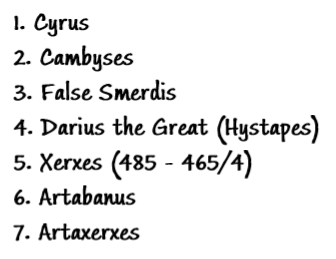 1. Cyrus
2. Cambyses
3. False Smerdis
4. Darius the Great (Hystapes)
5. Xerxes (485 - 465/4)
6. Artabanus
7. Artaxerxes